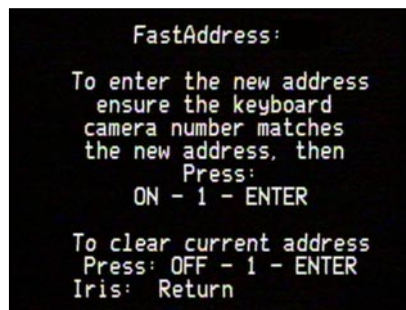 FastAddress:
To enter the new address
ensure the keyboard
camera number matches
the new address, then
Press:
ON - 1 - ENTER
To clear current address
Press: OFF - 1 - ENTER
Iris: Return